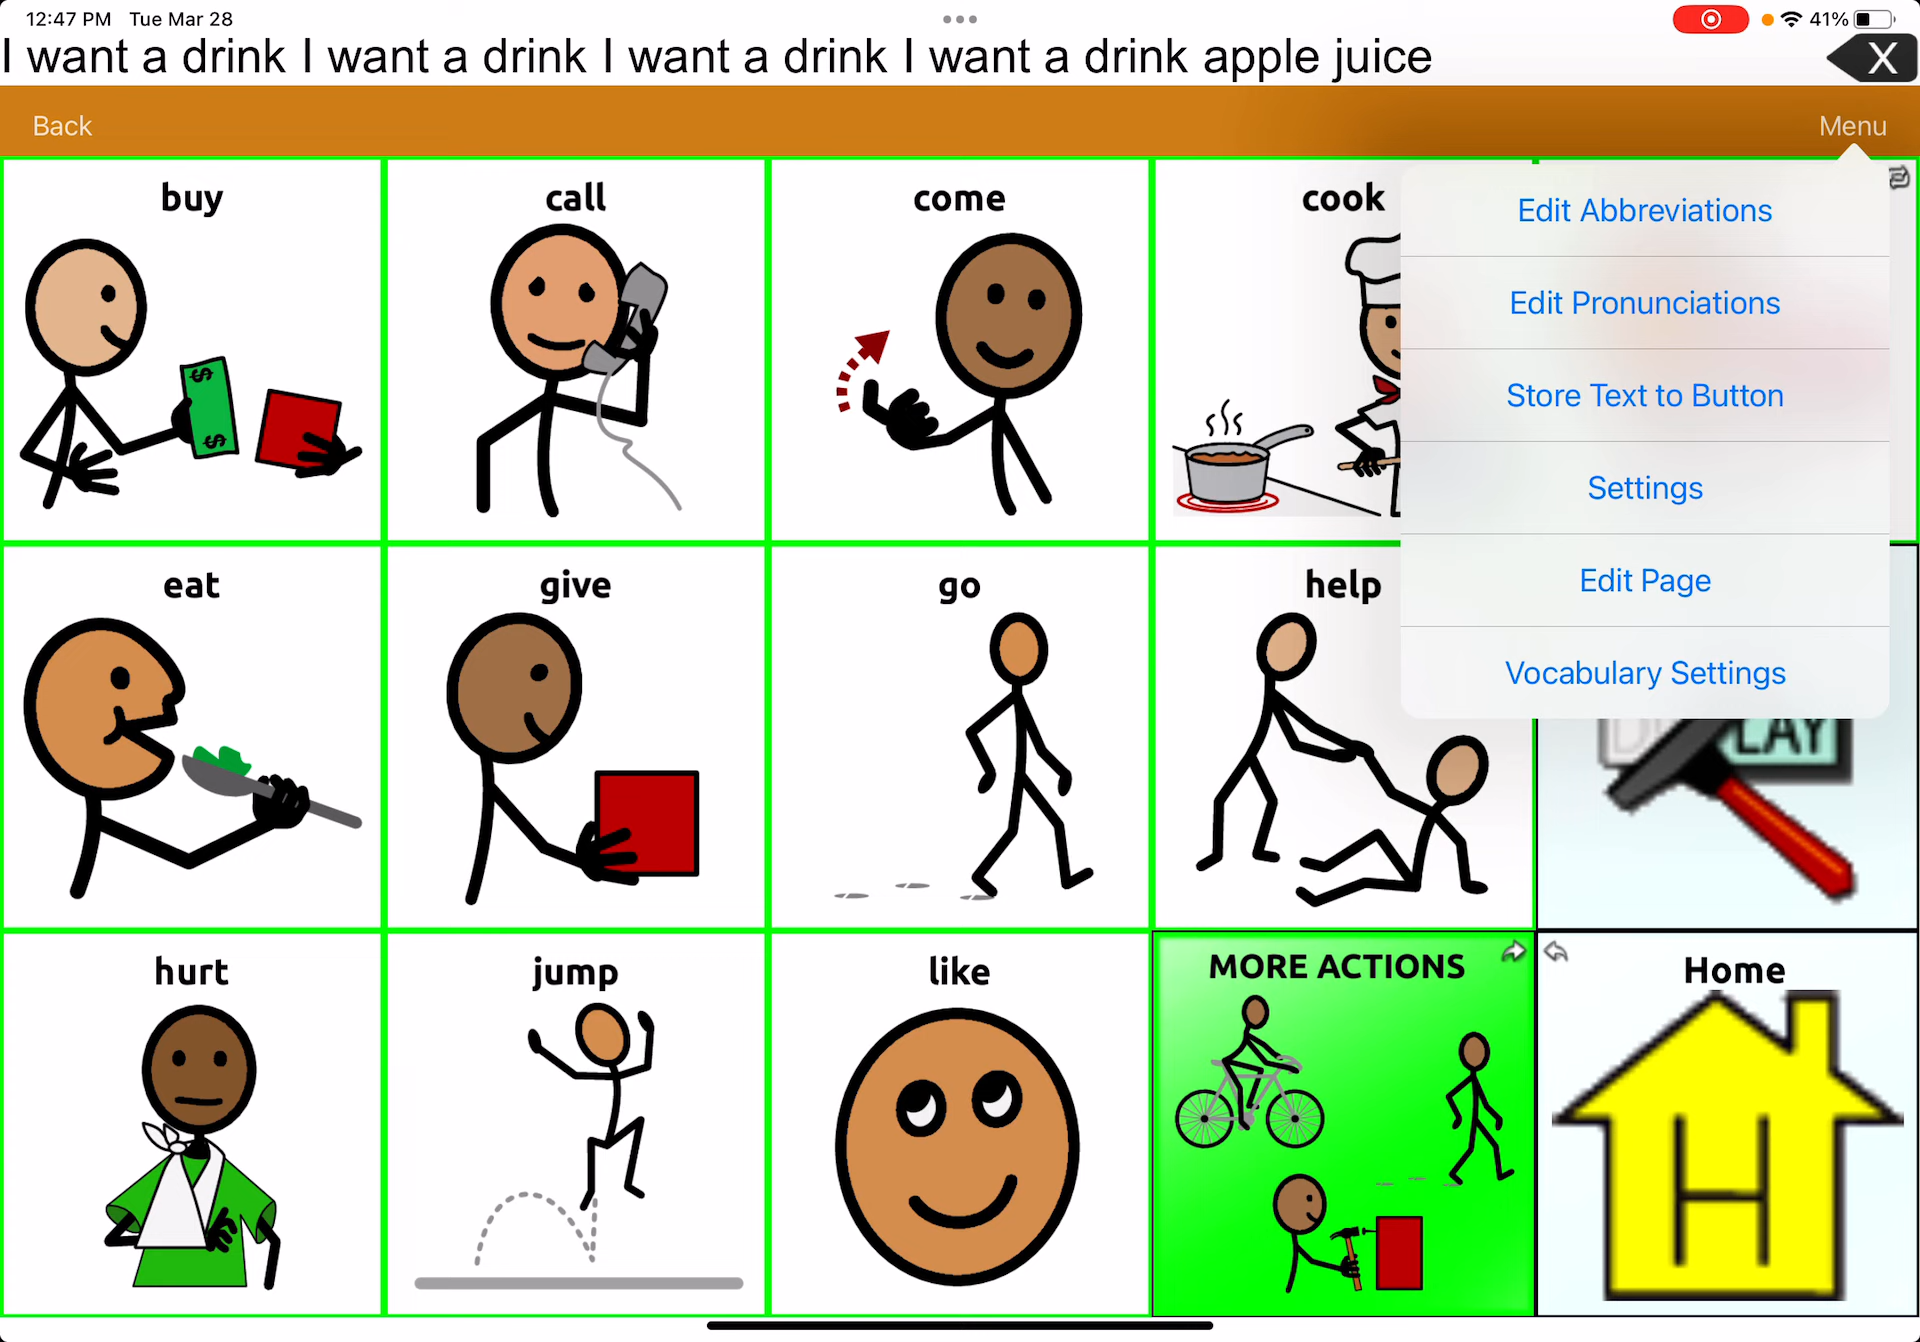 12:47 PM Tue Mar 28 41%
I want a drink I want a drink I want a drink I want a drink apple juice
X
Back Menu
buy call come cook
Edit Abbreviations
Edit Pronunciations
Store Text to Button
Settings
Edit Page
Vocabulary Settings
$
$
eat give go help
LAY
hurt jump like MORE ACTIONS Home
H